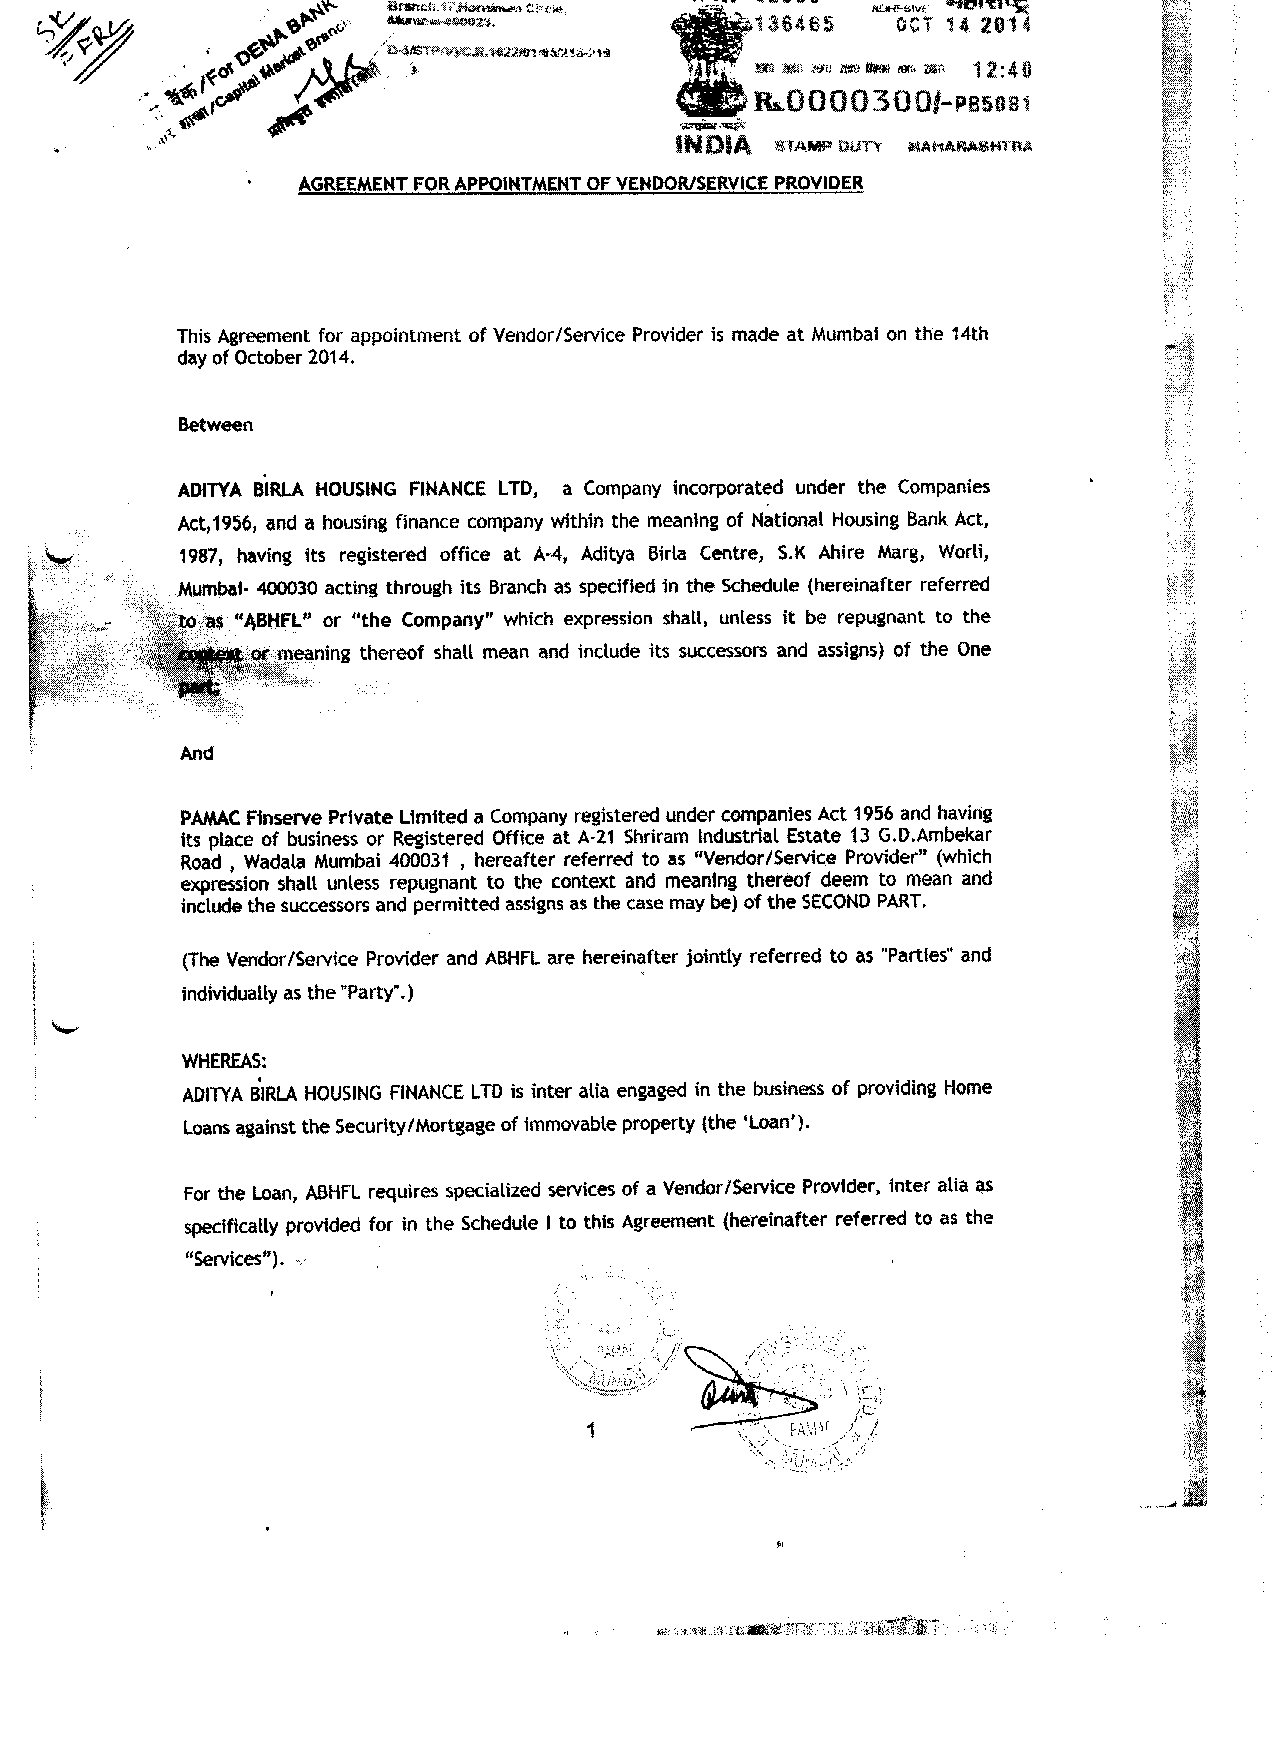 SK
FRC
बैंक/For DENA BANK
शाखा/Capital Market Branch
Branch, 17, Horniman Circle,
Mumbai-400023.
136465 OCT 14 2014
12:40
Rs.0000300/-PB5081
INDIA STAMP DUTY MAHARASHTRA
AGREEMENT FOR APPOINTMENT OF VENDOR/SERVICE PROVIDER
This Agreement for appointment of Vendor/Service Provider is made at Mumbai on the 14th
day of October 2014.
Between
ADITYA BIRLA HOUSING FINANCE LTD, a Company incorporated under the Companies
Act,1956, and a housing finance company within the meaning of National Housing Bank Act,
1987, having its registered office at A-4, Aditya Birla Centre, S.K Ahire Marg, Worli,
Mumbai- 400030 acting through its Branch as specified in the Schedule (hereinafter referred
to as "ABHFL" or "the Company" which expression shall, unless it be repugnant to the
context or meaning thereof shall mean and include its successors and assigns) of the One
part;
And
PAMAC Finserve Private Limited a Company registered under companies Act 1956 and having
its place of business or Registered Office at A-21 Shriram Industrial Estate 13 G.D.Ambekar
Road , Wadala Mumbai 400031 , hereafter referred to as "Vendor/Service Provider" (which
expression shall unless repugnant to the context and meaning thereof deem to mean and
include the successors and permitted assigns as the case may be) of the SECOND PART.
(The Vendor/Service Provider and ABHFL are hereinafter jointly referred to as "Parties" and
individually as the "Party".)
WHEREAS:
ADITYA BIRLA HOUSING FINANCE LTD is inter alia engaged in the business of providing Home
Loans against the Security/Mortgage of immovable property (the 'Loan').
For the Loan, ABHFL requires specialized services of a Vendor/Service Provider, inter alia as
specifically provided for in the Schedule I to this Agreement (hereinafter referred to as the
"Services").
PAMAC
PAMAC
1